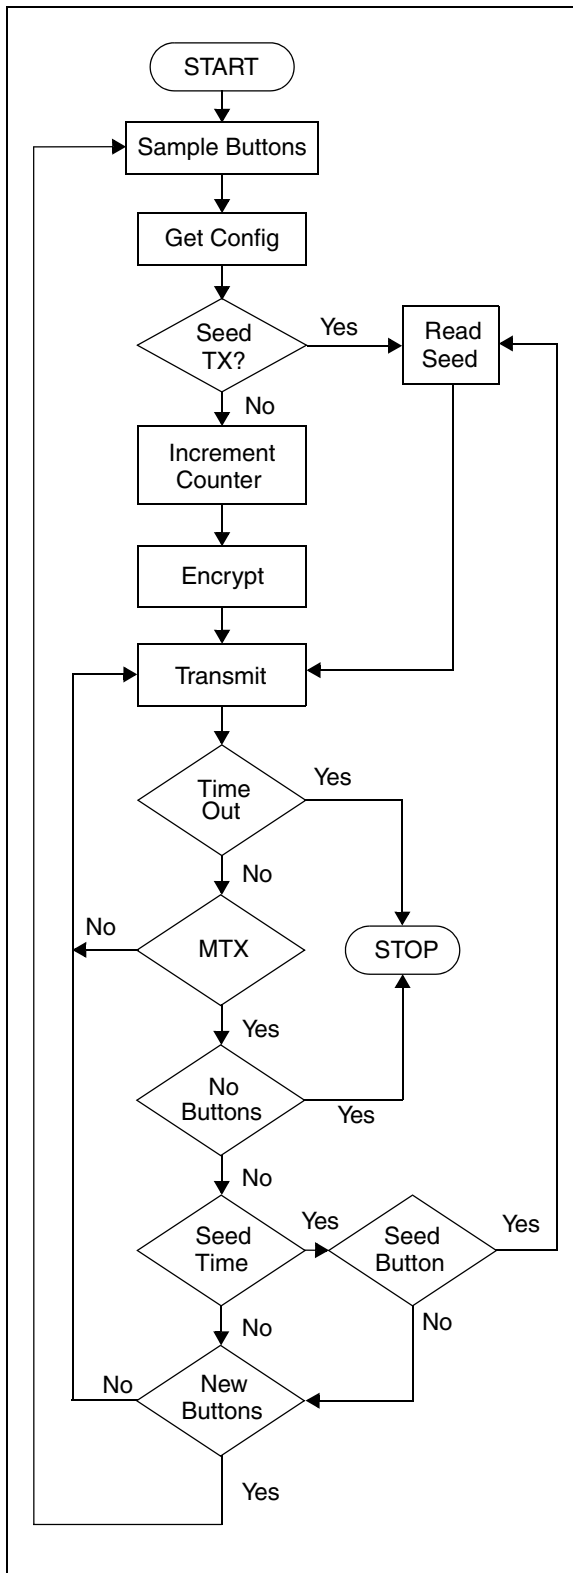 START
Sample Buttons
Get Config
Seed
TX?
Yes
Read
Seed
No
Increment
Counter
Encrypt
Transmit
Time
Out
Yes
No
No
MTX
STOP
Yes
No
Buttons
Yes
No
Seed
Time
Yes
Seed
Button
Yes
No
No
No
New
Buttons
Yes